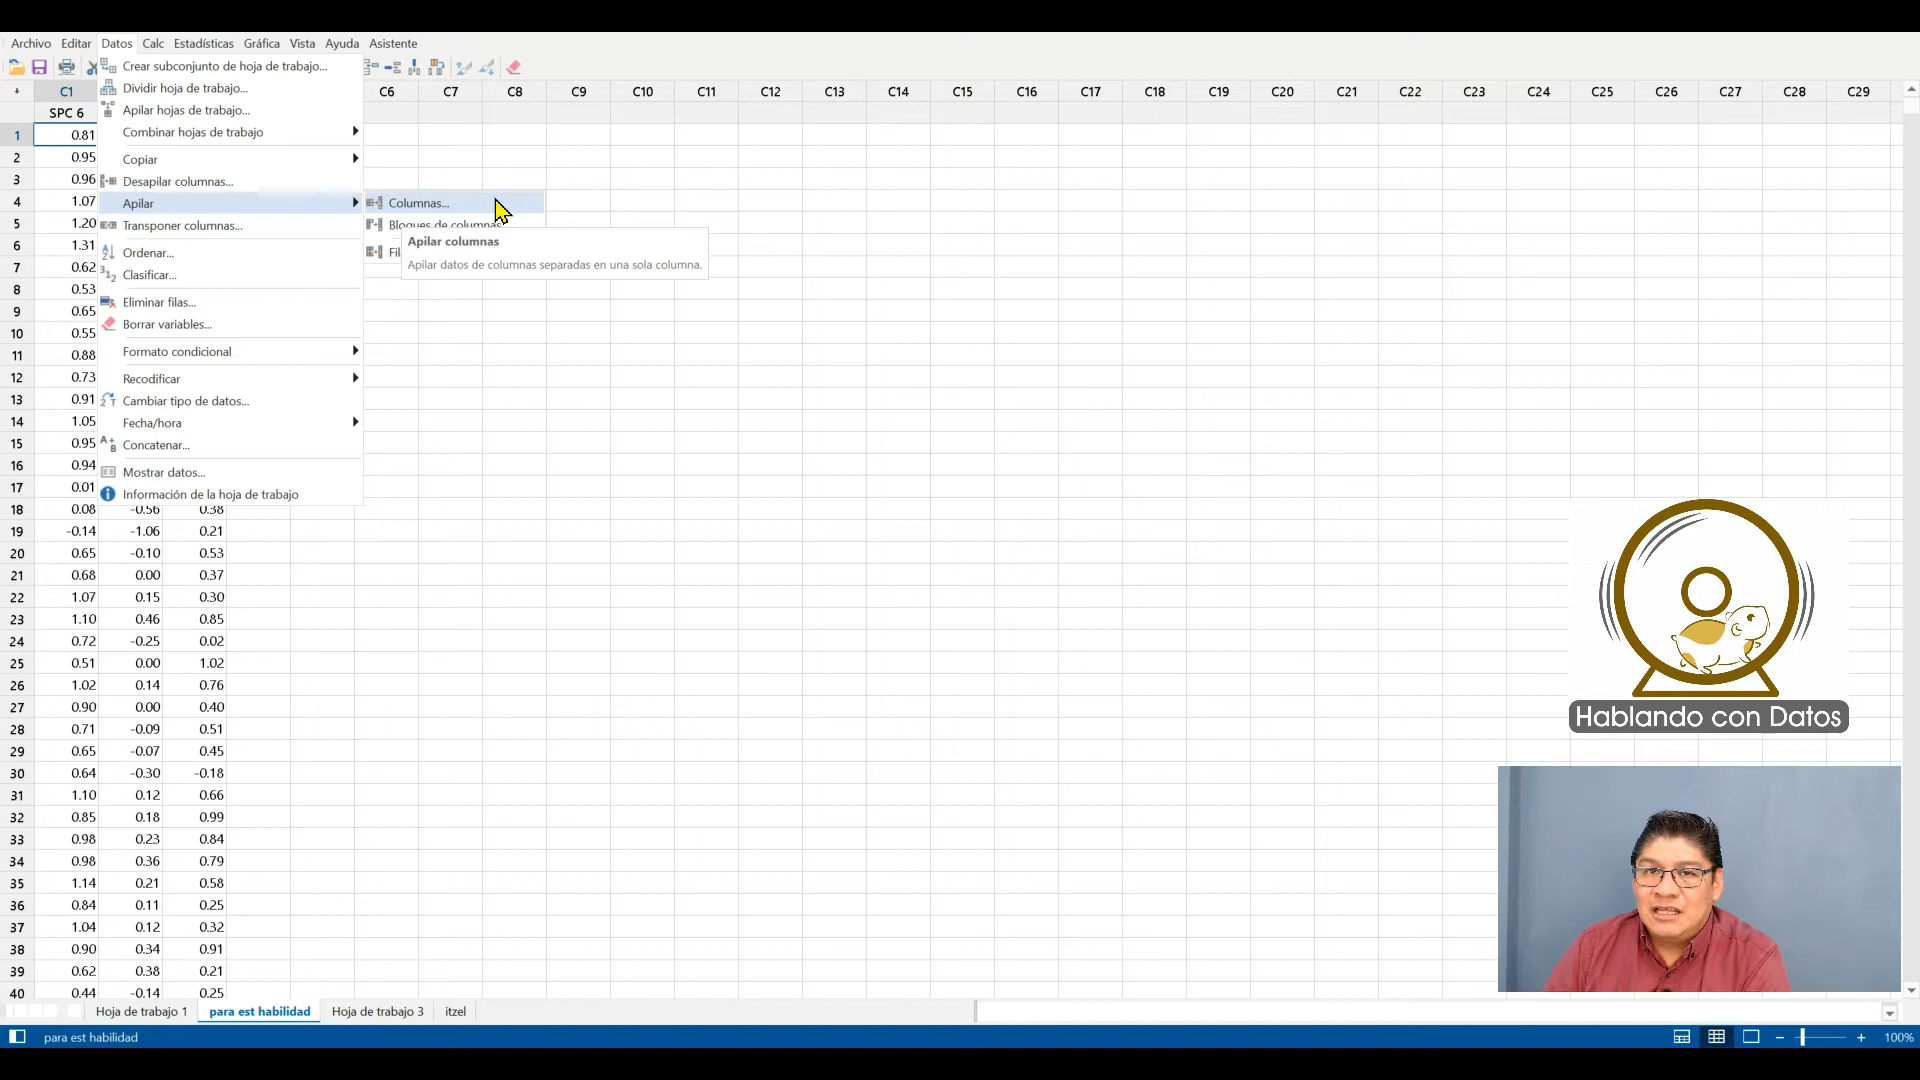 Archivo Editar Datos Calc Estadísticas Gráfica Vista Ayuda Asistente
Crear subconjunto de hoja de trabajo...
Dividir hoja de trabajo...
Apilar hojas de trabajo...
Combinar hojas de trabajo
Copiar
Desapilar columnas...
Apilar
Transponer columnas...
Ordenar...
Clasificar...
Eliminar filas...
Borrar variables...
Formato condicional
Recodificar
Cambiar tipo de datos...
Fecha/hora
Concatenar...
Mostrar datos...
Información de la hoja de trabajo
Columnas...
Bloques de columnas
Fil
Apilar columnas
Apilar datos de columnas separadas en una sola columna.
C1 C6 C7 C8 C9 C10 C11 C12 C13 C14 C15 C16 C17 C18 C19 C20 C21 C22 C23 C24 C25 C26 C27 C28 C29
SPC 6
1 0.81
2 0.95
3 0.96
4 1.07
5 1.20
6 1.31
7 0.62
8 0.53
9 0.65
10 0.55
11 0.88
12 0.73
13 0.91
14 1.05
15 0.95
16 0.94
17 0.01
18 0.08 -0.56 0.38
19 -0.14 -1.06 0.21
20 0.65 -0.10 0.53
21 0.68 0.00 0.37
22 1.07 0.15 0.30
23 1.10 0.46 0.85
24 0.72 -0.25 0.02
25 0.51 0.00 1.02
26 1.02 0.14 0.76
27 0.90 0.00 0.40
28 0.71 -0.09 0.51
29 0.65 -0.07 0.45
30 0.64 -0.30 -0.18
31 1.10 0.12 0.66
32 0.85 0.18 0.99
33 0.98 0.23 0.84
34 0.98 0.36 0.79
35 1.14 0.21 0.58
36 0.84 0.11 0.25
37 1.04 0.12 0.32
38 0.90 0.34 0.91
39 0.62 0.38 0.21
40 0.44 -0.14 0.25
Hablando con Datos
Hoja de trabajo 1 para est habilidad Hoja de trabajo 3 itzel
para est habilidad
100%